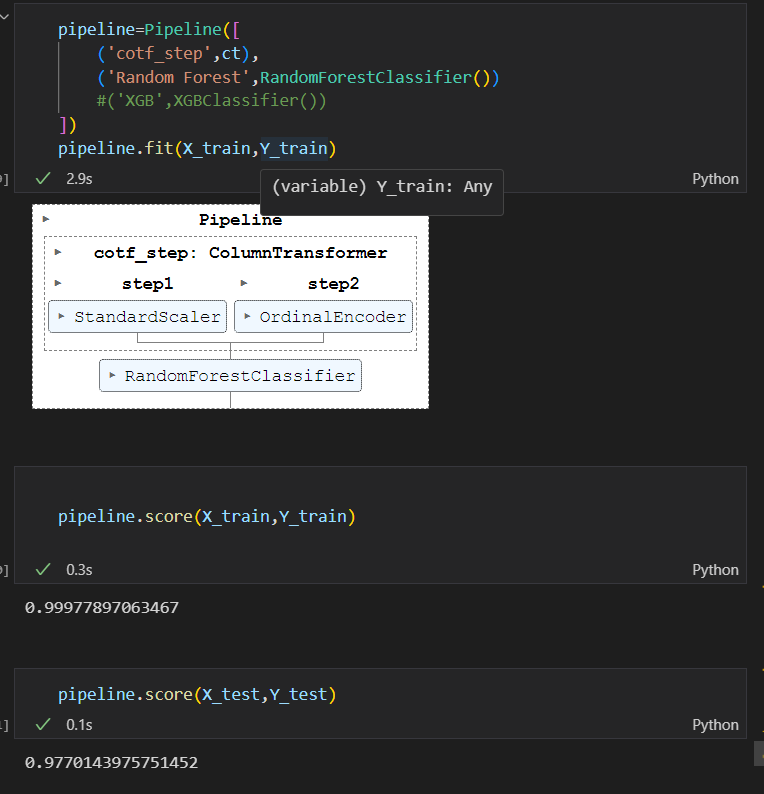 pipeline=Pipeline([
('cotf_step',ct),
('Random Forest',RandomForestClassifier())
#('XGB',XGBClassifier())
])
pipeline.fit(X_train,Y_train)
2.9s
Python
(variable) Y_train: Any
Pipeline
cotf_step: ColumnTransformer
step1 step2
StandardScaler OrdinalEncoder
RandomForestClassifier
pipeline.score(X_train,Y_train)
0.3s
Python
0.99977897063467
pipeline.score(X_test,Y_test)
0.1s
Python
0.9770143975751452